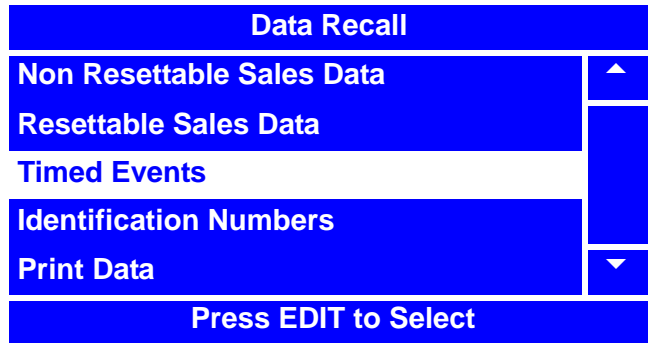 Data Recall
Non Resettable Sales Data
Resettable Sales Data
Timed Events
Identification Numbers
Print Data
Press EDIT to Select